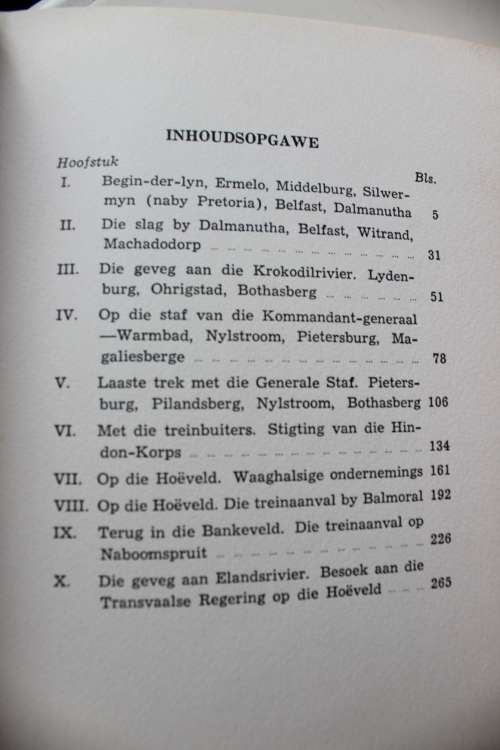 INHOUDSOPGAWE
Hoofstuk Bls.
I. Begin-der-lyn, Ermelo, Middelburg, Silwer-
myn (naby Pretoria), Belfast, Dalmanutha 5
II. Die slag by Dalmanutha, Belfast, Witrand,
Machadodorp 31
III. Die geveg aan die Krokodilrivier. Lyden-
burg, Ohrigstad, Bothasberg 51
IV. Op die staf van die Kommandant-generaal
—Warmbad, Nylstroom, Pietersburg, Ma-
galiesberge 78
V. Laaste trek met die Generale Staf. Pieters-
burg, Pilandsberg, Nylstroom, Bothasberg 106
VI. Met die treinbuiters. Stigting van die Hin-
don-Korps 134
VII. Op die Hoëveld. Waaghalsige ondernemings 161
VIII. Op die Hoëveld. Die treinaanval by Balmoral 192
IX. Terug in die Bankeveld. Die treinaanval op
Naboomspruit 226
X. Die geveg aan Elandsrivier. Besoek aan die
Transvaalse Regering op die Hoëveld 265